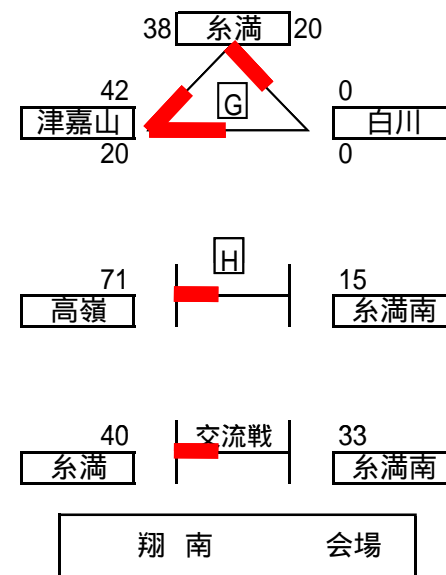 38 糸満 20
42 0
G
津嘉山 白川
20 0
H
71 15
高嶺 糸満南
40 交流戦 33
糸満 糸満南
翔南 会場